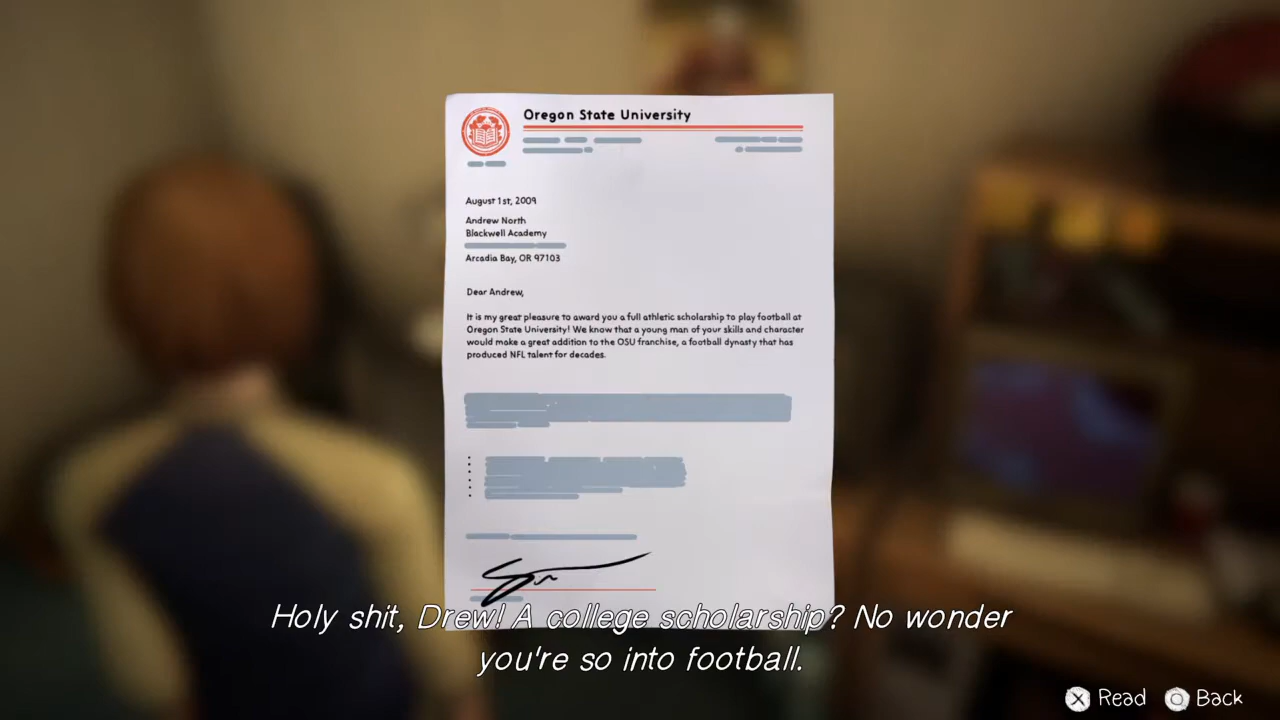 Oregon State University
August 1st, 2009
Andrew North
Blackwell Academy
Arcadia Bay, OR 97103
Dear Andrew,
It is my great pleasure to award you a full athletic scholarship to play football at
Oregon State University! We know that a young man of your skills and character
would make a great addition to the OSU franchise, a football dynasty that has
produced NFL talent for decades.
Holy shit, Drew! A college scholarship? No wonder
you're so into football.
Read Back